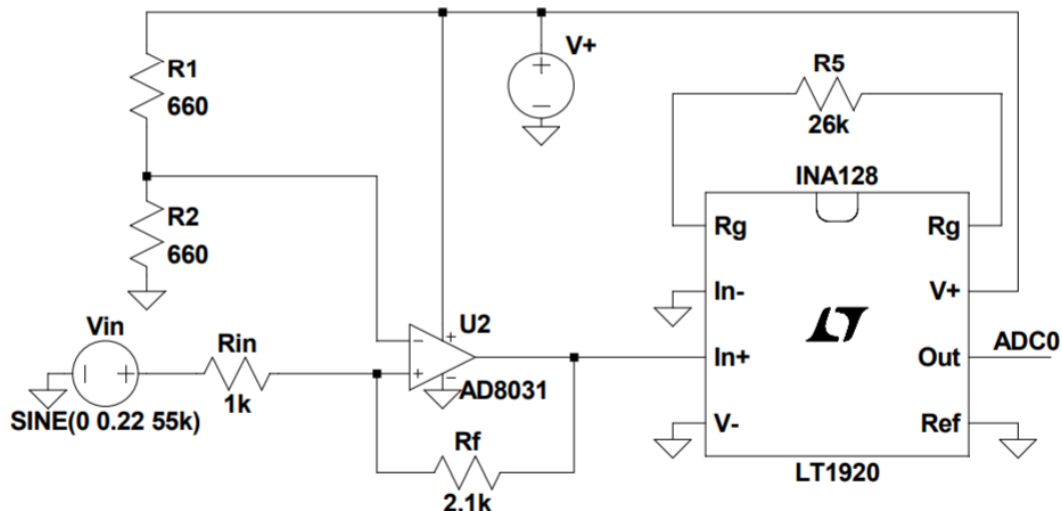 R1
660
V+
R5
26k
INA128
R2
660
Rg
Rg
In-
V+
Vin
Rin
U2
In+
Out
ADC0
SINE(0 0.22 55k)
1k
AD8031
Rf
2.1k
V-
Ref
LT1920